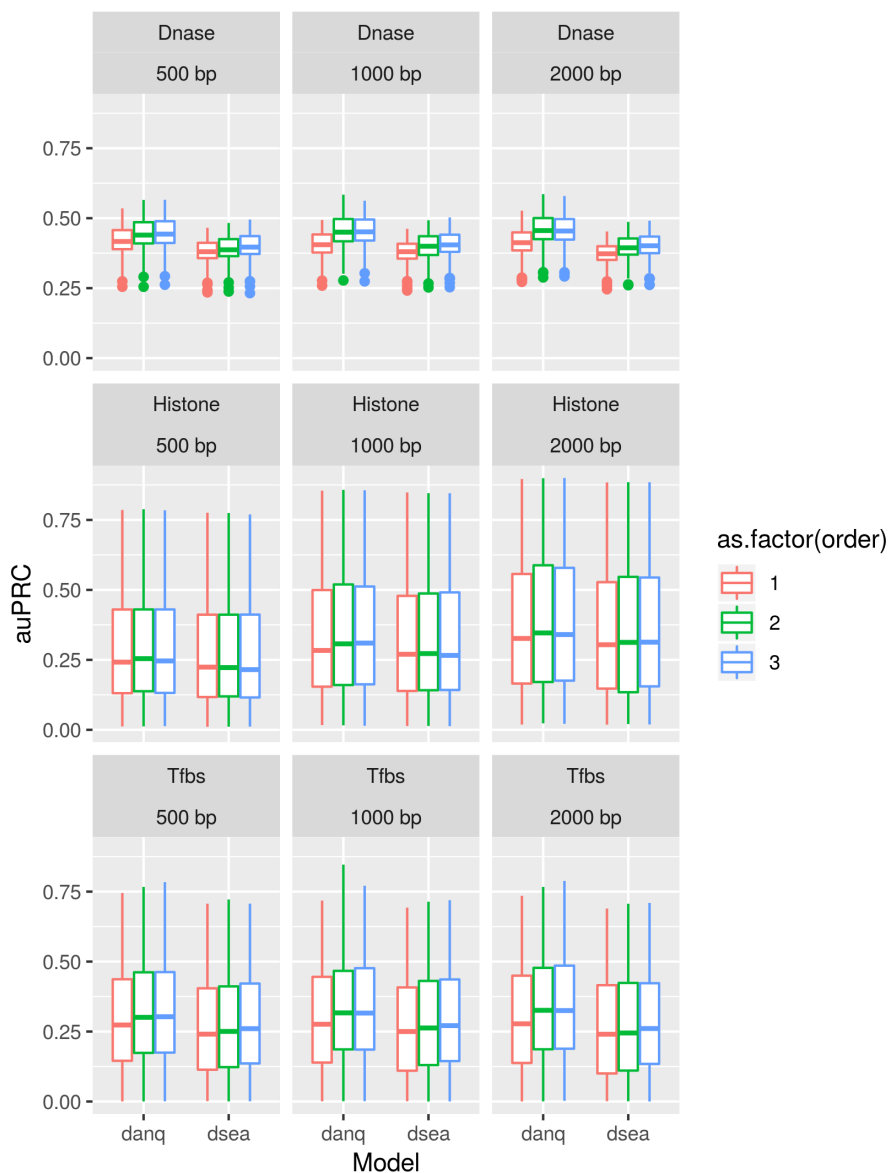 Dnase Dnase Dnase
500 bp 1000 bp 2000 bp
0.75
0.50
0.25
0.00
Histone Histone Histone
500 bp 1000 bp 2000 bp
0.75
0.50
0.25
0.00
auPRC
as.factor(order)
1
2
3
Tfbs Tfbs Tfbs
500 bp 1000 bp 2000 bp
0.75
0.50
0.25
0.00
danq dsea danq dsea danq dsea
Model